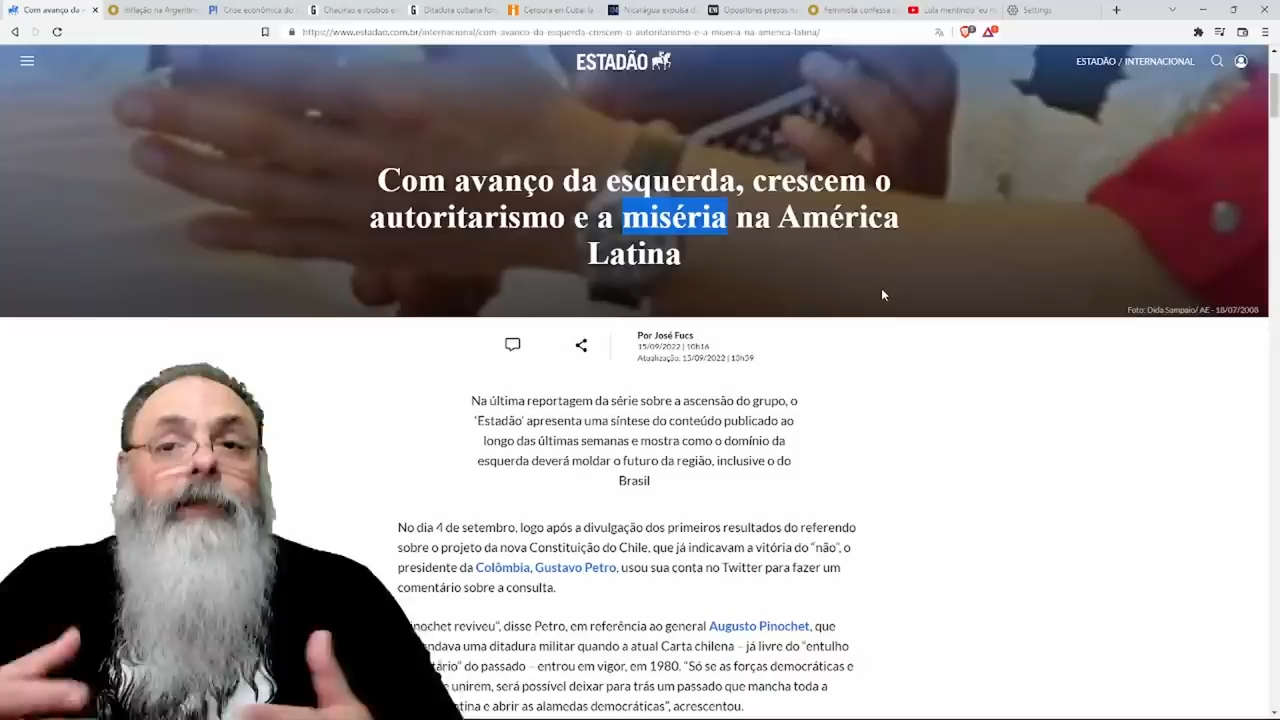 Com avanço da e
Inflação na Argentin
Crise econômica do
Chacinas e roubos e
Ditadura cubana for
Censura en Cuba: la
Nicarágua expulsa d
Opositores presos n
Feminista confessa
Lula mentindo "eu n
Settings
https://www.estadao.com.br/internacional/com-avanco-da-esquerda-crescem-o-autoritarismo-e-a-miseria-na-america-latina/
ESTADÃO
ESTADÃO / INTERNACIONAL
Com avanço da esquerda, crescem o
autoritarismo e a miséria na América
Latina
Foto: Dida Sampaio/ AE - 18/07/2008
Por José Fucs
15/09/2022 | 10h16
Atualização: 15/09/2022 | 13h59
Na última reportagem da série sobre a ascensão do grupo, o
'Estadão' apresenta uma síntese do conteúdo publicado ao
longo das últimas semanas e mostra como o domínio da
esquerda deverá moldar o futuro da região, inclusive o do
Brasil
No dia 4 de setembro, logo após a divulgação dos primeiros resultados do referendo
sobre o projeto da nova Constituição do Chile, que já indicavam a vitória do "não", o
presidente da Colômbia, Gustavo Petro, usou sua conta no Twitter para fazer um
comentário sobre a consulta.
nochet reviveu", disse Petro, em referência ao general Augusto Pinochet, que
ndava uma ditadura militar quando a atual Carta chilena – já livre do "entulho
tário" do passado – entrou em vigor, em 1980. "Só se as forças democráticas e
unirem, será possível deixar para trás um passado que mancha toda a
tina e abrir as alamedas democráticas", acrescentou.